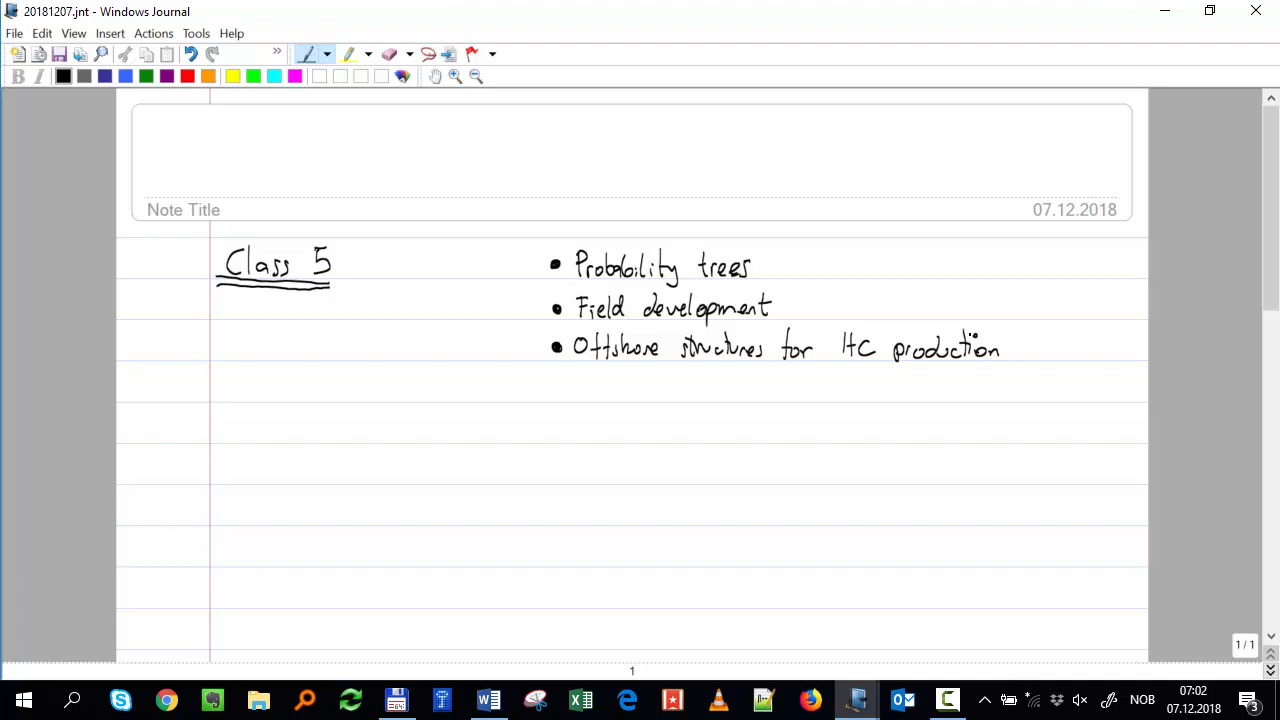 20181207.jnt - Windows Journal
File Edit View Insert Actions Tools Help
B I
Note Title 07.12.2018
Class 5
• Probability trees
• Field development
• Offshore structures for HC production
1/1
1
NOB
07:02
07.12.2018
3